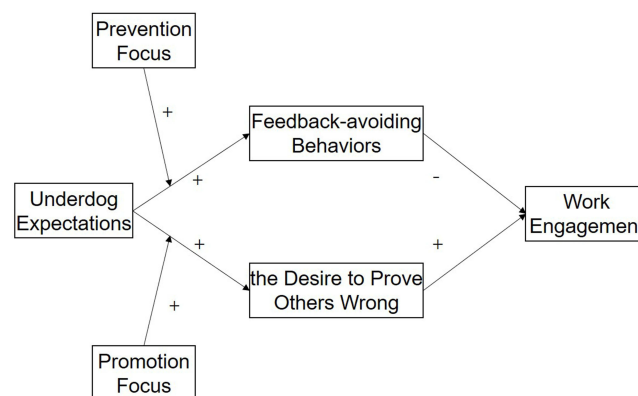 Prevention
Focus
+
Feedback-avoiding
Behaviors
+
-
Underdog
Expectations
Work
Engagemen
+
+
the Desire to Prove
Others Wrong
+
Promotion
Focus